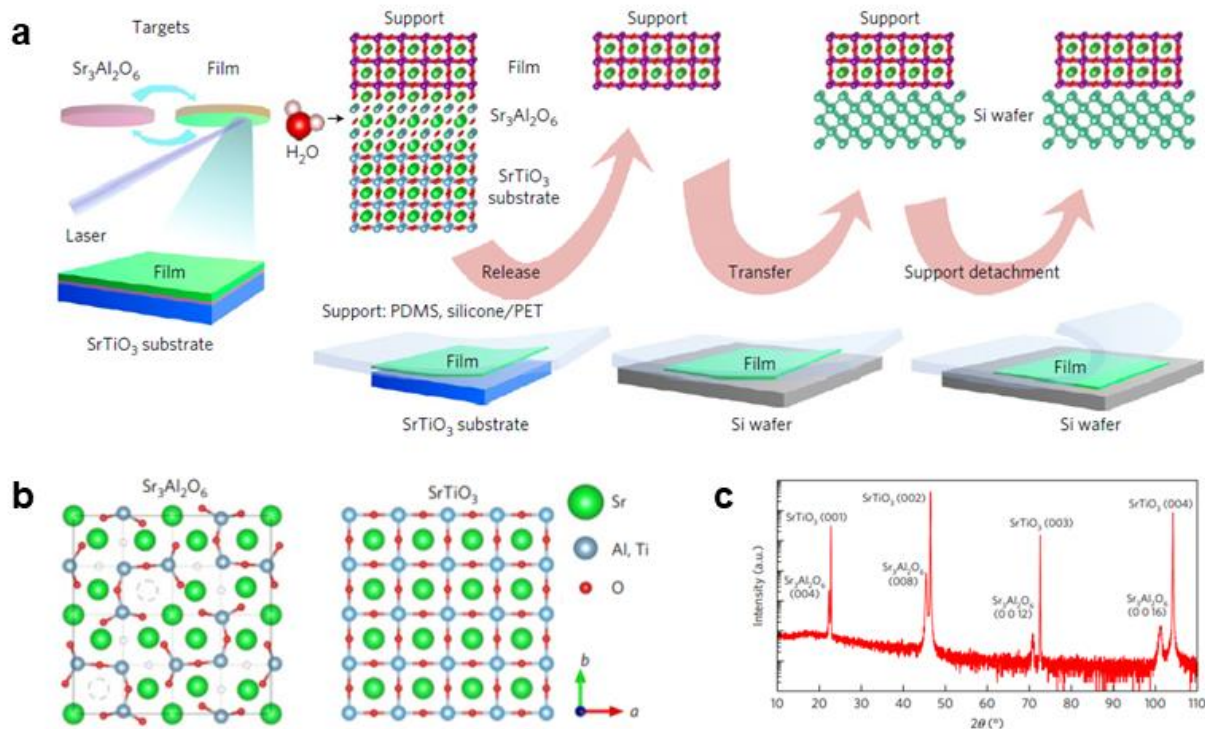 a
Targets
Sr₃Al₂O₆
Film
Laser
Film
SrTiO₃ substrate
H₂O
Support
Film
Sr₃Al₂O₆
SrTiO₃
substrate
Support
Support
Si wafer
Release
Transfer
Support detachment
Support: PDMS, silicone/PET
Film
SrTiO₃ substrate
Film
Si wafer
Film
Si wafer
b
Sr₃Al₂O₆
SrTiO₃
Sr
Al, Ti
O
b
a
c
Intensity (a.u.)
SrTiO₃ (001)
Sr₃Al₂O₆
(004)
SrTiO₃ (002)
Sr₃Al₂O₆
(008)
SrTiO₃ (003)
Sr₃Al₂O₆
(0 0 12)
SrTiO₃ (004)
Sr₃Al₂O₆
(0 0 16)
10 20 30 40 50 60 70 80 90 100 110
2θ (°)